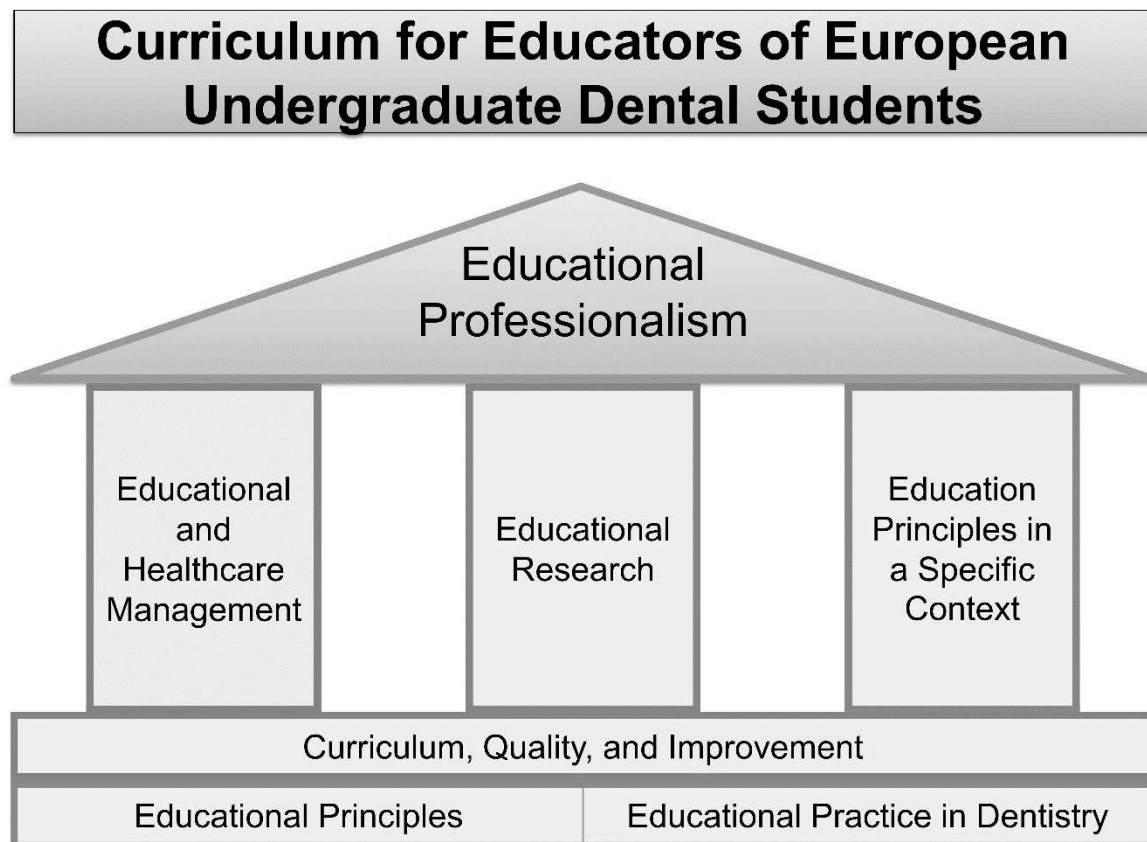 Curriculum for Educators of European
Undergraduate Dental Students
Educational
Professionalism
Educational
and
Healthcare
Management
Educational
Research
Education
Principles in
a Specific
Context
Curriculum, Quality, and Improvement
Educational Principles
Educational Practice in Dentistry